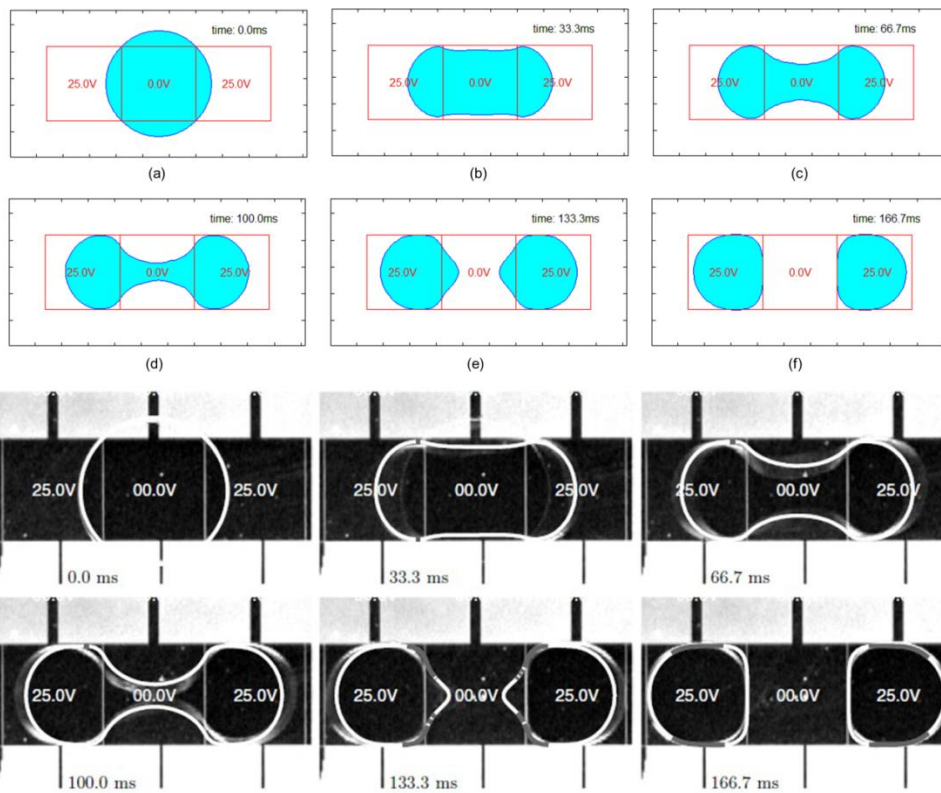 time: 0.0ms
25.0V 0.0V 25.0V
(a)
time: 33.3ms
25.0V 0.0V 25.0V
(b)
time: 66.7ms
25.0V 0.0V 25.0V
(c)
time: 100.0ms
25.0V 0.0V 25.0V
(d)
time: 133.3ms
25.0V 0.0V 25.0V
(e)
time: 166.7ms
25.0V 0.0V 25.0V
(f)
25.0V 00.0V 25.0V
0.0 ms
25.0V 00.0V 25.0V
33.3 ms
25.0V 00.0V 25.0V
66.7 ms
25.0V 00.0V 25.0V
100.0 ms
25.0V 00.0V 25.0V
133.3 ms
25.0V 00.0V 25.0V
166.7 ms